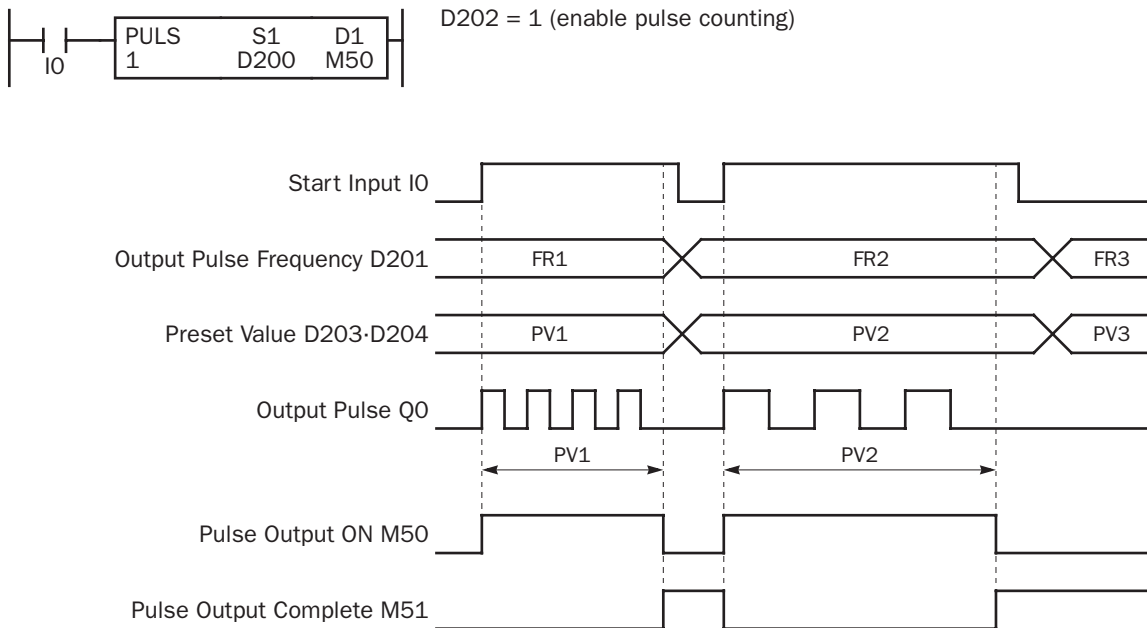 PULS S1 D1
1 D200 M50
I0
D202 = 1 (enable pulse counting)
Start Input I0
Output Pulse Frequency D201 FR1 FR2 FR3
Preset Value D203·D204 PV1 PV2 PV3
Output Pulse Q0
PV1 PV2
Pulse Output ON M50
Pulse Output Complete M51